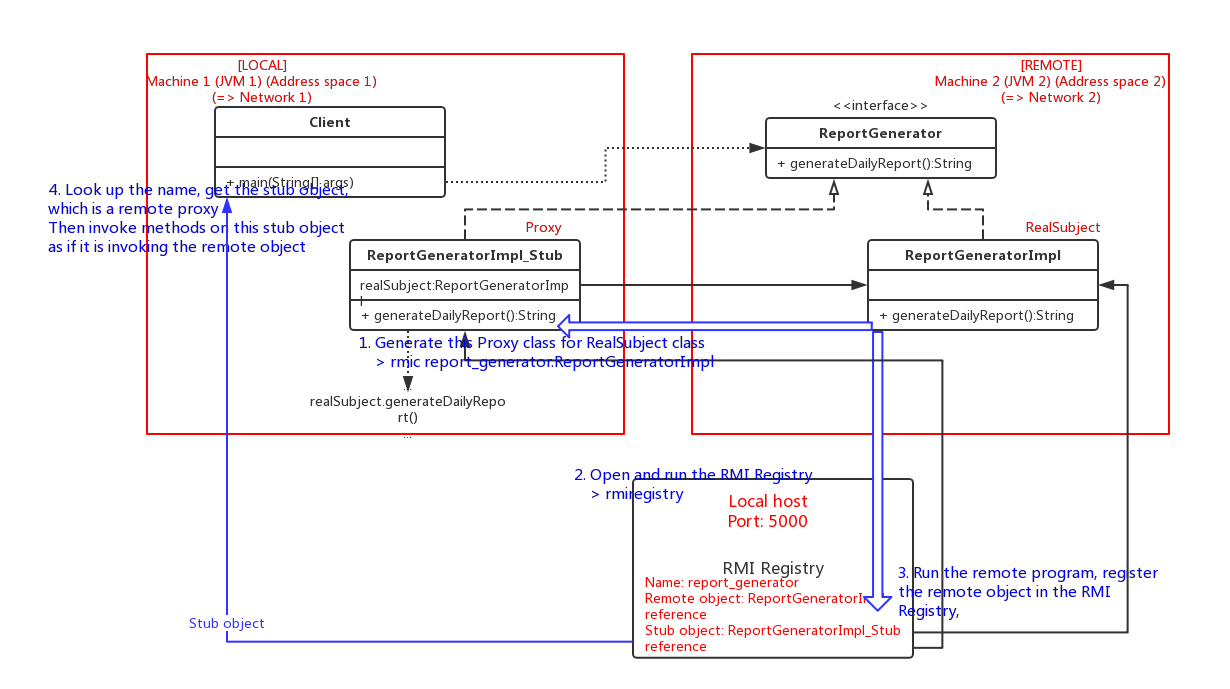 [LOCAL]
Machine 1 (JVM 1) (Address space 1)
(=> Network 1)
Client
+ main(String[] args)
4. Look up the name, get the stub object,
which is a remote proxy
Then invoke methods on this stub object
as if it is invoking the remote object
[REMOTE]
Machine 2 (JVM 2) (Address space 2)
(=> Network 2)
<<interface>>
ReportGenerator
+ generateDailyReport():String
Proxy
ReportGeneratorImpl_Stub
realSubject:ReportGeneratorImp
l
+ generateDailyReport():String
RealSubject
ReportGeneratorImpl
+ generateDailyReport():String
1. Generate this Proxy class for RealSubject class
> rmic report_generator.ReportGeneratorImpl
...
realSubject.generateDailyRepo
rt()
...
2. Open and run the RMI Registry
> rmiregistry
Local host
Port: 5000
RMI Registry
Name: report_generator
Remote object: ReportGeneratorI
reference
Stub object: ReportGeneratorImpl_Stub
reference
3. Run the remote program, register
the remote object in the RMI
Registry,
Stub object